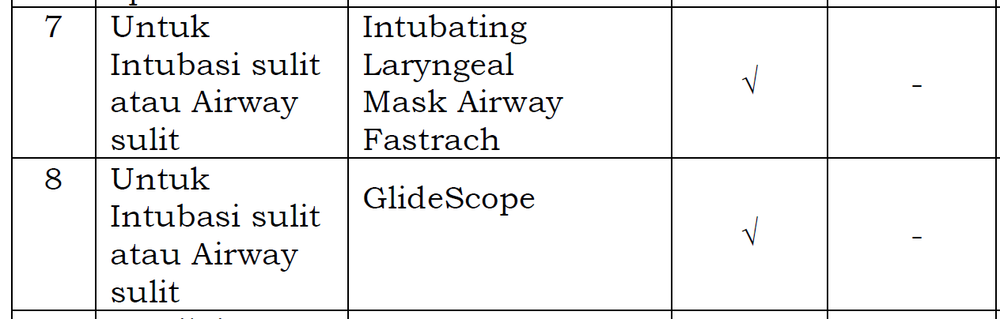 7
Untuk
Intubasi sulit
atau Airway
sulit
Intubating
Laryngeal
Mask Airway
Fastrach
√
-
8
Untuk
Intubasi sulit
atau Airway
sulit
GlideScope
√
-